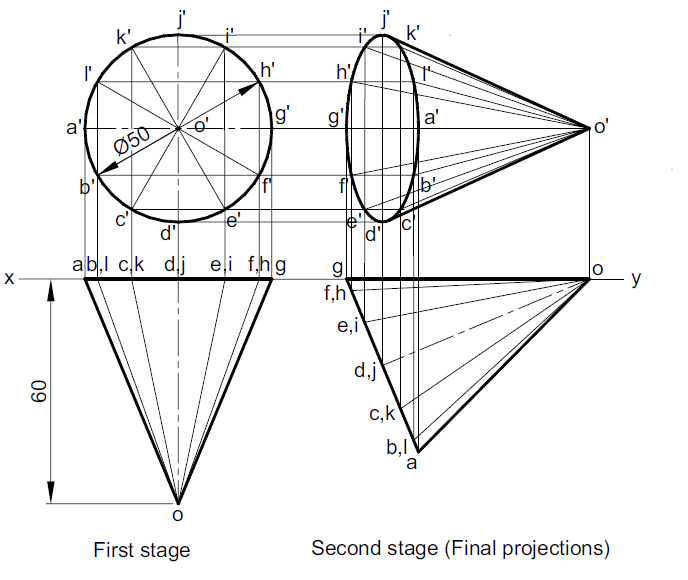 j' j'
k' i' i' k'
l' h' h' l'
a' o' g' g' a' o'
Ø50
b' f' f' b'
c' e' e' c'
d' d'
a b,l c,k d,j e,i f,h g g o
x y
f,h
e,i
60
d,j
c,k
b,l
a
o
First stage
Second stage (Final projections)